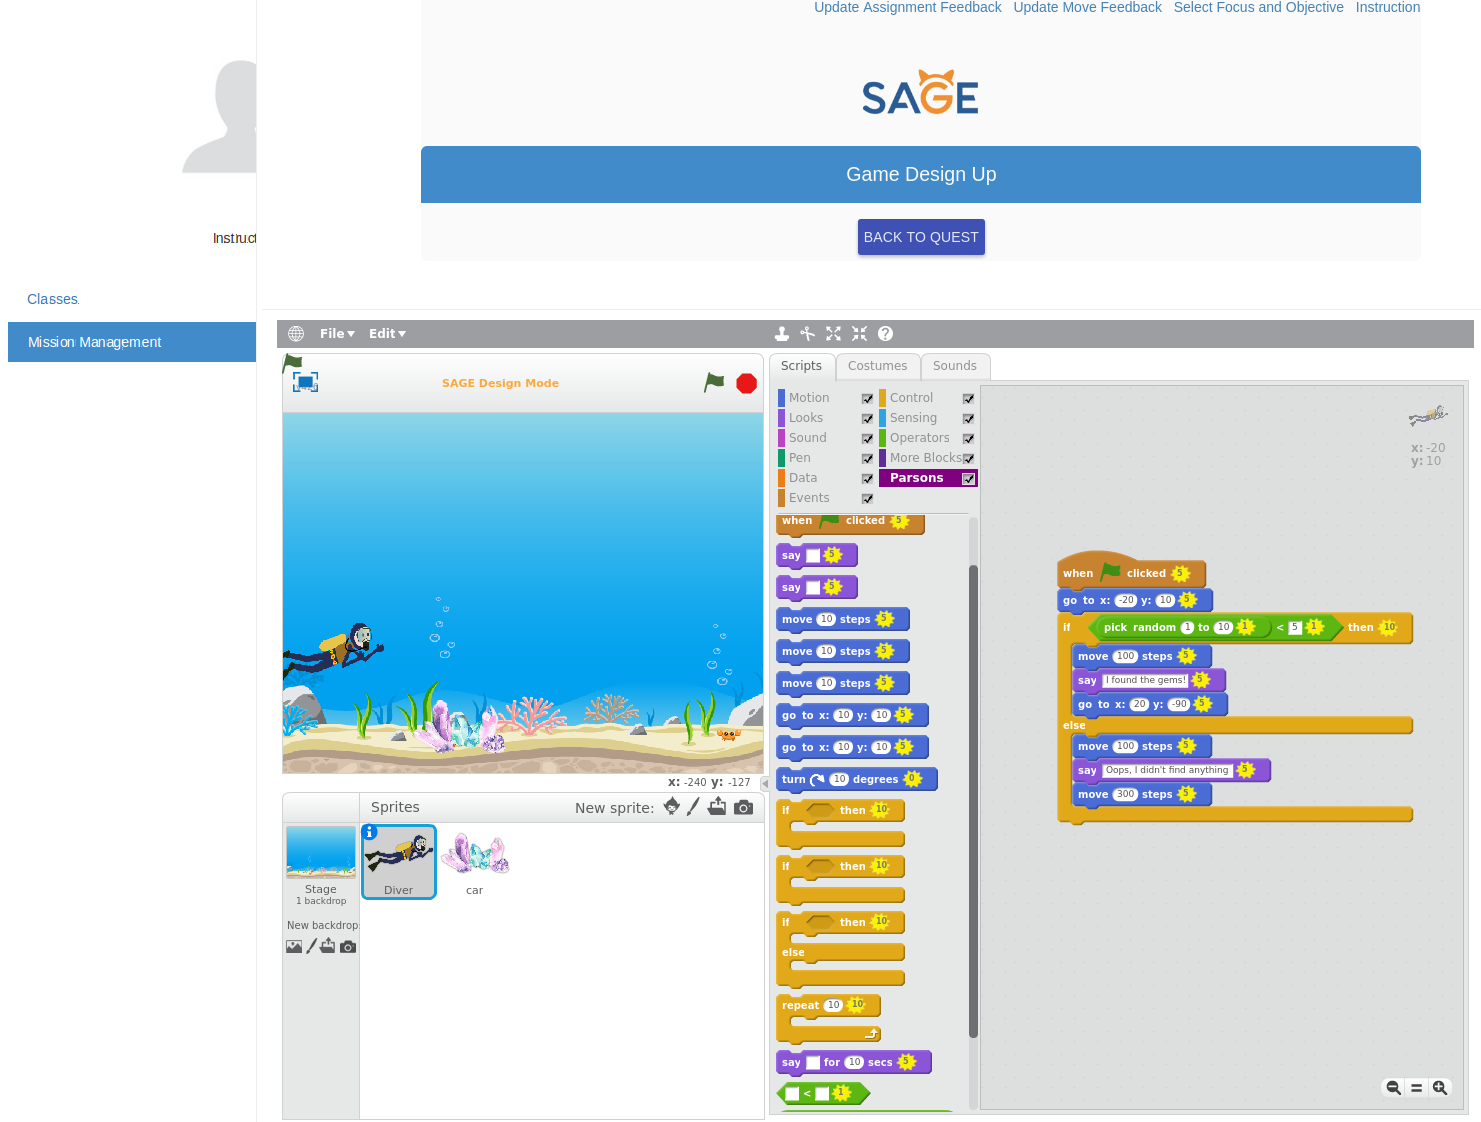 Update Assignment Feedback Update Move Feedback Select Focus and Objective Instruction
SAGE
Game Design Up
BACK TO QUEST
Instruct
Classes
Mission Management
File Edit
SAGE Design Mode
x: -240 y: -127
Sprites New sprite:
Stage
1 backdrop
New backdrop:
Diver
car
Scripts Costumes Sounds
Motion Control
Looks Sensing
Sound Operators
Pen More Blocks
Data Parsons
Events
when clicked 5
say 5
say 5
move 10 steps 5
move 10 steps 5
move 10 steps 5
go to x: 10 y: 10 5
go to x: 10 y: 10 5
turn 10 degrees 0
if then 10
if then 10
if then 10
else
repeat 10 10
say for 10 secs 5
< 1
x: -20
y: 10
when clicked 5
go to x: -20 y: 10 5
if pick random 1 to 10 1 < 5 1 then 10
move 100 steps 5
say I found the gems! 5
go to x: 20 y: -90 5
else
move 100 steps 5
say Oops, I didn't find anything 5
move 300 steps 5